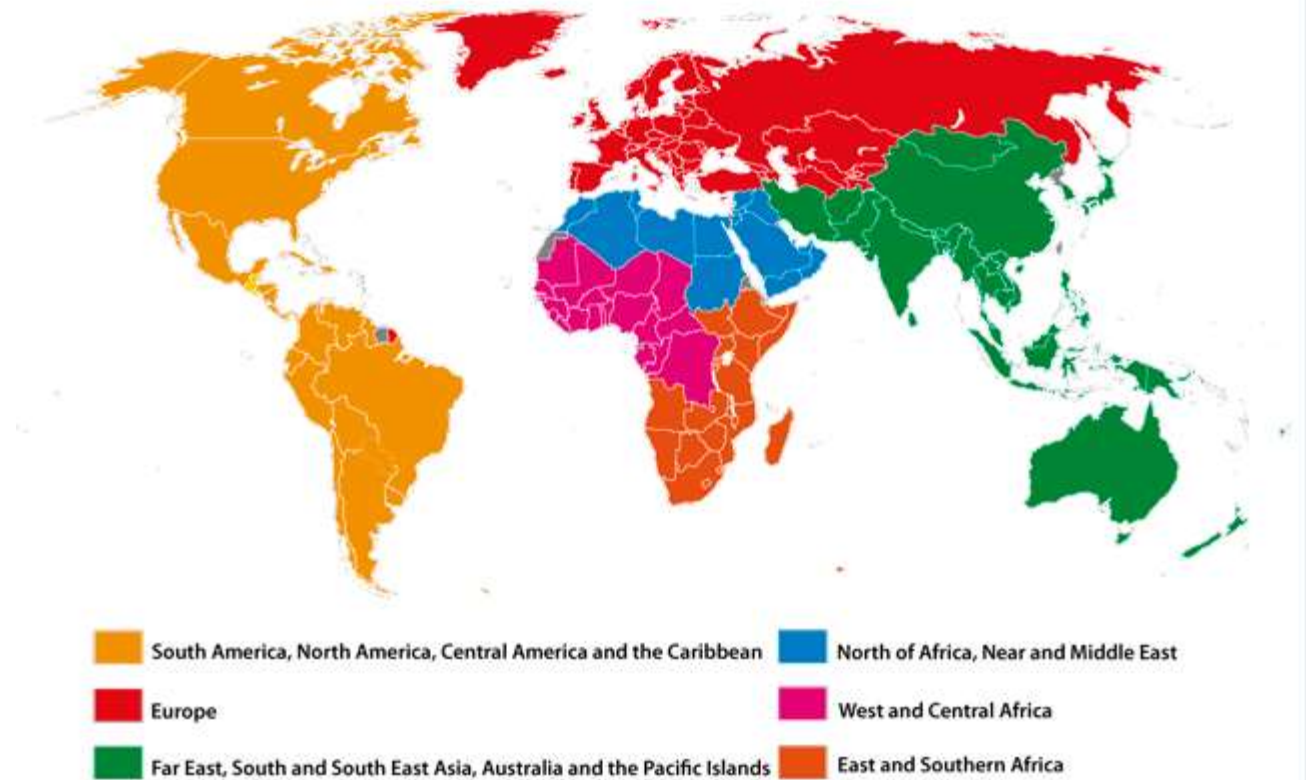 South America, North America, Central America and the Caribbean
North of Africa, Near and Middle East
Europe
West and Central Africa
Far East, South and South East Asia, Australia and the Pacific Islands
East and Southern Africa